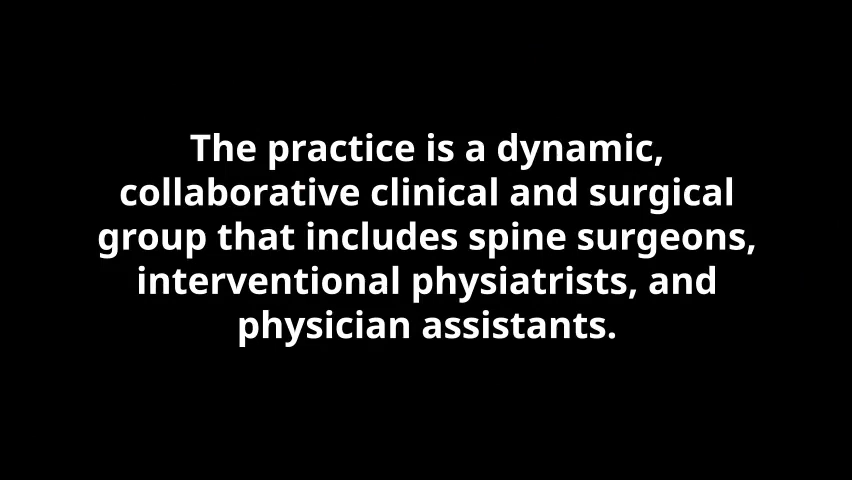 The practice is a dynamic,
collaborative clinical and surgical
group that includes spine surgeons,
interventional physiatrists, and
physician assistants.